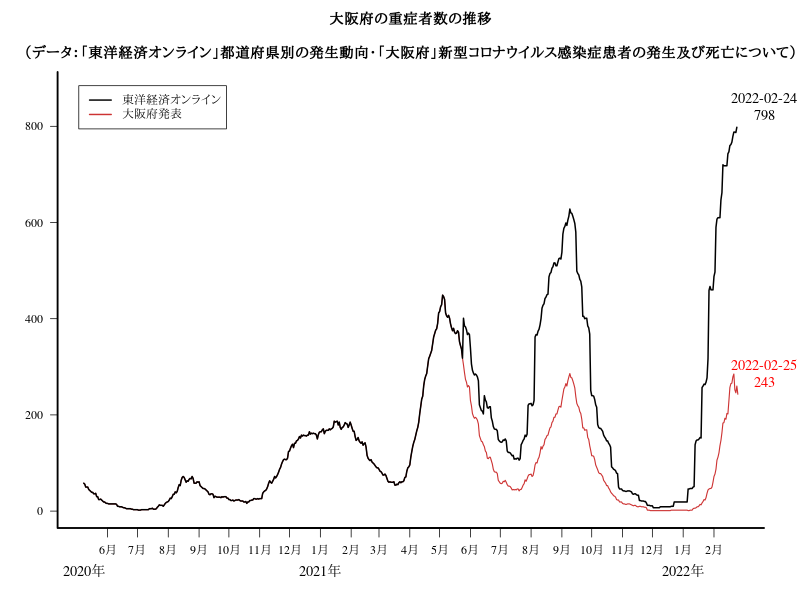 大阪府の重症者数の推移
（データ：「東洋経済オンライン」都道府県別の発生動向・「大阪府」新型コロナウイルス感染症患者の発生及び死亡について）
東洋経済オンライン
大阪府発表
2022-02-24
798
2022-02-25
243
800
600
400
200
0
6月 7月 8月 9月 10月 11月 12月 1月 2月 3月 4月 5月 6月 7月 8月 9月 10月 11月 12月 1月 2月
2020年 2021年 2022年